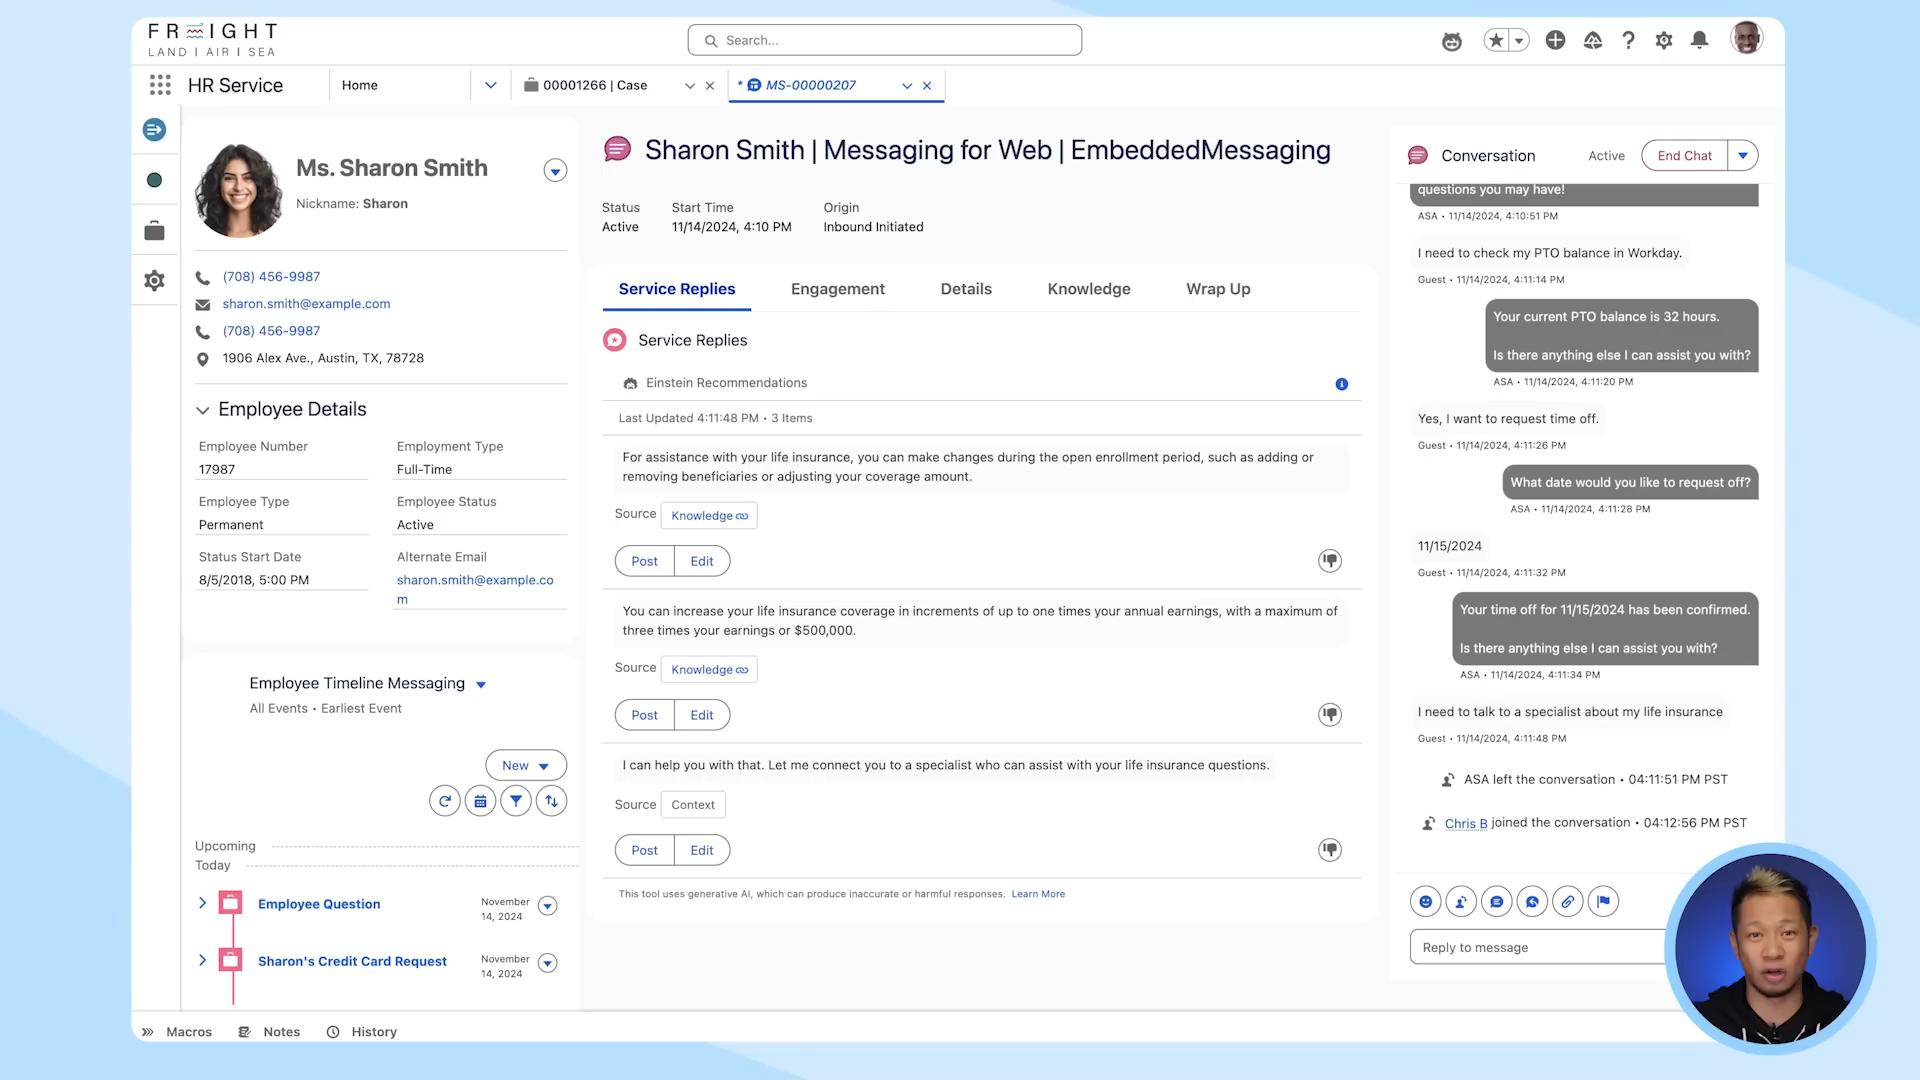 FREIGHT
LAND | AIR | SEA
Search...
HR Service
Home
00001266 | Case
* MS-00000207
Ms. Sharon Smith
Nickname: Sharon
(708) 456-9987
sharon.smith@example.com
(708) 456-9987
1906 Alex Ave., Austin, TX, 78728
Employee Details
Employee Number
17987
Employment Type
Full-Time
Employee Type
Permanent
Employee Status
Active
Status Start Date
8/5/2018, 5:00 PM
Alternate Email
sharon.smith@example.co
m
Employee Timeline Messaging
All Events • Earliest Event
New
Upcoming
Today
Employee Question
November
14, 2024
Sharon's Credit Card Request
November
14, 2024
Sharon Smith | Messaging for Web | EmbeddedMessaging
Status
Active
Start Time
11/14/2024, 4:10 PM
Origin
Inbound Initiated
Service Replies
Engagement
Details
Knowledge
Wrap Up
Service Replies
Einstein Recommendations
Last Updated 4:11:48 PM • 3 Items
For assistance with your life insurance, you can make changes during the open enrollment period, such as adding or
removing beneficiaries or adjusting your coverage amount.
Source Knowledge
Post Edit
You can increase your life insurance coverage in increments of up to one times your annual earnings, with a maximum of
three times your earnings or $500,000.
Source Knowledge
Post Edit
I can help you with that. Let me connect you to a specialist who can assist with your life insurance questions.
Source Context
Post Edit
This tool uses generative AI, which can produce inaccurate or harmful responses. Learn More
Conversation
Active
End Chat
questions you may have!
ASA • 11/14/2024, 4:10:51 PM
I need to check my PTO balance in Workday.
Guest • 11/14/2024, 4:11:14 PM
Your current PTO balance is 32 hours.
Is there anything else I can assist you with?
ASA • 11/14/2024, 4:11:20 PM
Yes, I want to request time off.
Guest • 11/14/2024, 4:11:26 PM
What date would you like to request off?
ASA • 11/14/2024, 4:11:28 PM
11/15/2024
Guest • 11/14/2024, 4:11:32 PM
Your time off for 11/15/2024 has been confirmed.
Is there anything else I can assist you with?
ASA • 11/14/2024, 4:11:34 PM
I need to talk to a specialist about my life insurance
Guest • 11/14/2024, 4:11:48 PM
ASA left the conversation • 04:11:51 PM PST
Chris B joined the conversation • 04:12:56 PM PST
Reply to message
Macros
Notes
History